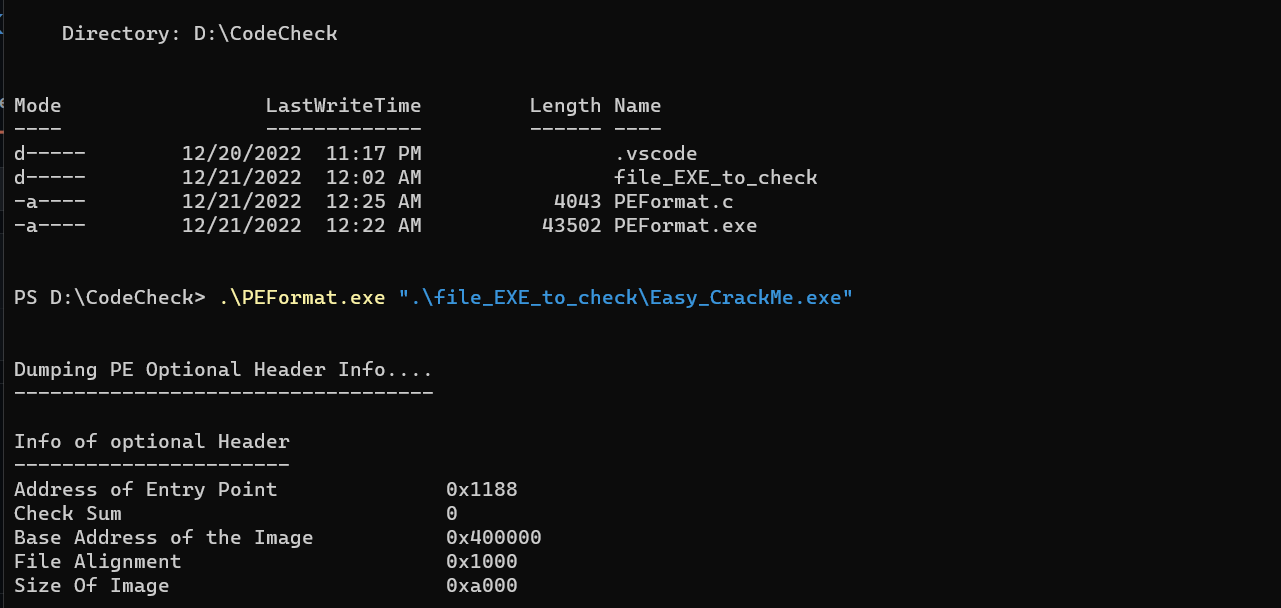 Directory: D:\CodeCheck
Mode                 LastWriteTime         Length Name
----                 -------------         ------ ----
d-----        12/20/2022  11:17 PM                .vscode
d-----        12/21/2022  12:02 AM                file_EXE_to_check
-a----        12/21/2022  12:25 AM           4043 PEFormat.c
-a----        12/21/2022  12:22 AM          43502 PEFormat.exe
PS D:\CodeCheck> .\PEFormat.exe ".\file_EXE_to_check\Easy_CrackMe.exe"
Dumping PE Optional Header Info....
-----------------------------------
Info of optional Header
-----------------------
Address of Entry Point              0x1188
Check Sum                           0
Base Address of the Image           0x400000
File Alignment                      0x1000
Size Of Image                       0xa000